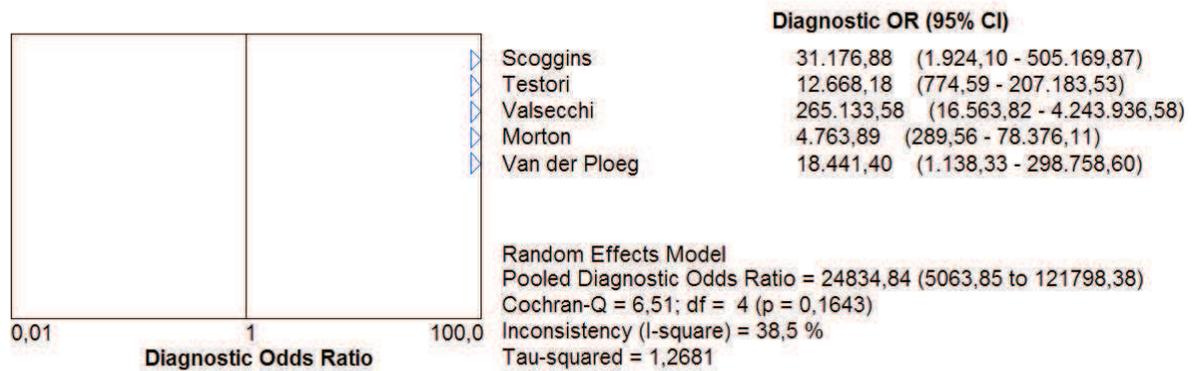 Diagnostic OR (95% CI)
Scoggins 31.176,88 (1.924,10 - 505.169,87)
Testori 12.668,18 (774,59 - 207.183,53)
Valsecchi 265.133,58 (16.563,82 - 4.243.936,58)
Morton 4.763,89 (289,56 - 78.376,11)
Van der Ploeg 18.441,40 (1.138,33 - 298.758,60)
Random Effects Model
Pooled Diagnostic Odds Ratio = 24834,84 (5063,85 to 121798,38)
Cochran-Q = 6,51; df = 4 (p = 0,1643)
Inconsistency (I-square) = 38,5 %
Tau-squared = 1,2681
0,01 1 100,0
Diagnostic Odds Ratio